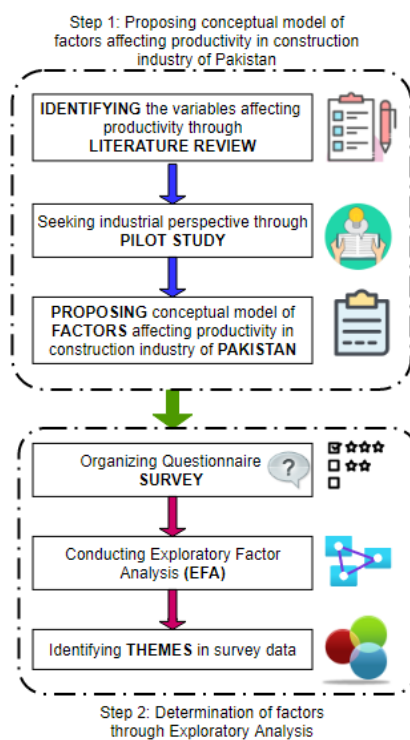 Step 1: Proposing conceptual model of
factors affecting productivity in construction
industry of Pakistan
IDENTIFYING the variables affecting
productivity through
LITERATURE REVIEW
Seeking industrial perspective through
PILOT STUDY
PROPOSING conceptual model of
FACTORS affecting productivity in
construction industry of PAKISTAN
Organizing Questionnaire
SURVEY
?
Conducting Exploratory Factor
Analysis (EFA)
Identifying THEMES in survey data
Step 2: Determination of factors
through Exploratory Analysis